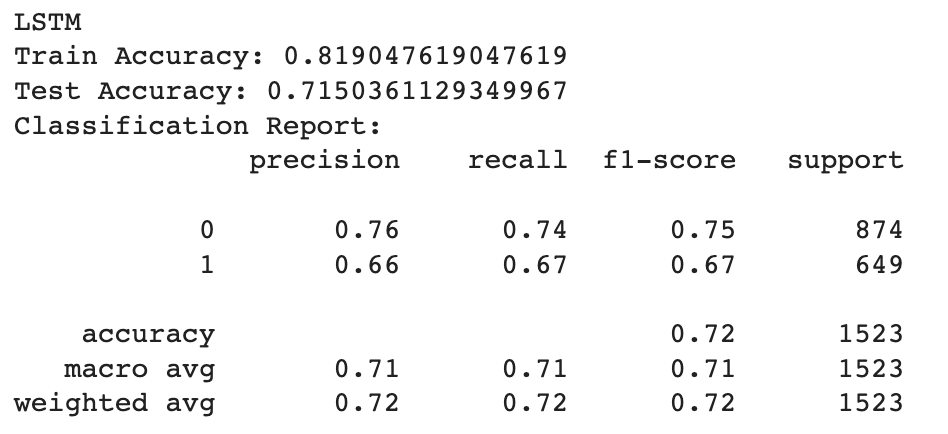 LSTM
Train Accuracy: 0.819047619047619
Test Accuracy: 0.7150361129349967
Classification Report:
precision recall f1-score support
0 0.76 0.74 0.75 874
1 0.66 0.67 0.67 649
accuracy 0.72 1523
macro avg 0.71 0.71 0.71 1523
weighted avg 0.72 0.72 0.72 1523